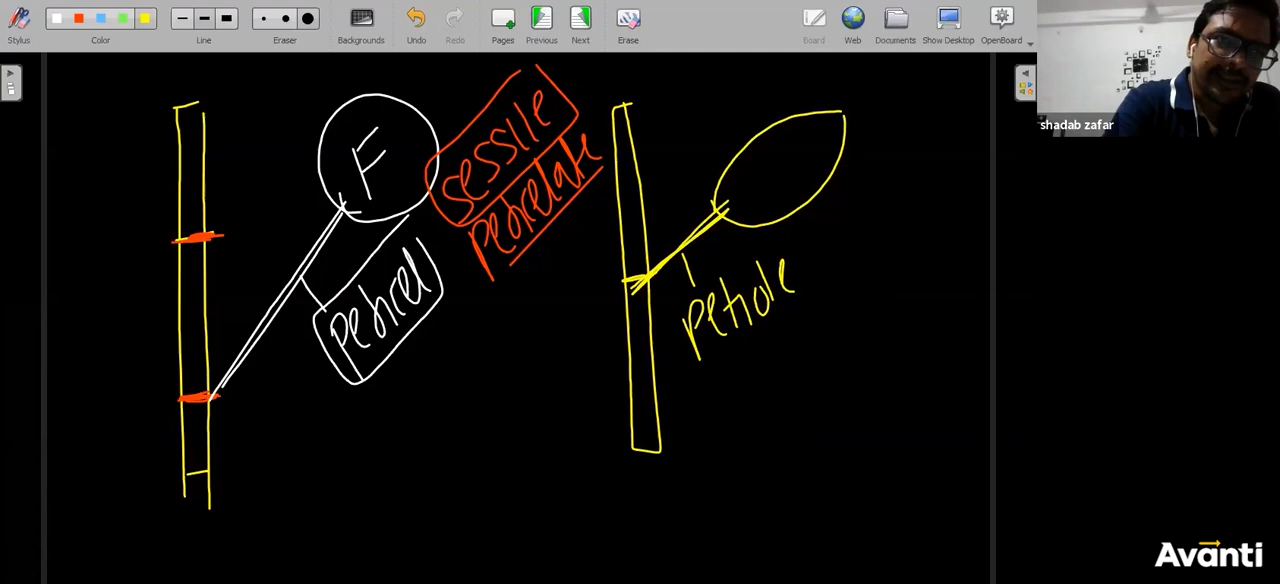 Stylus
Color
Line
Eraser
Backgrounds
Undo
Redo
Pages
Previous
Next
Erase
Board
Web
Documents
Show Desktop
OpenBoard
shadab zafar
F
sessile
pedicelate
pedicel
petiole
Avanti